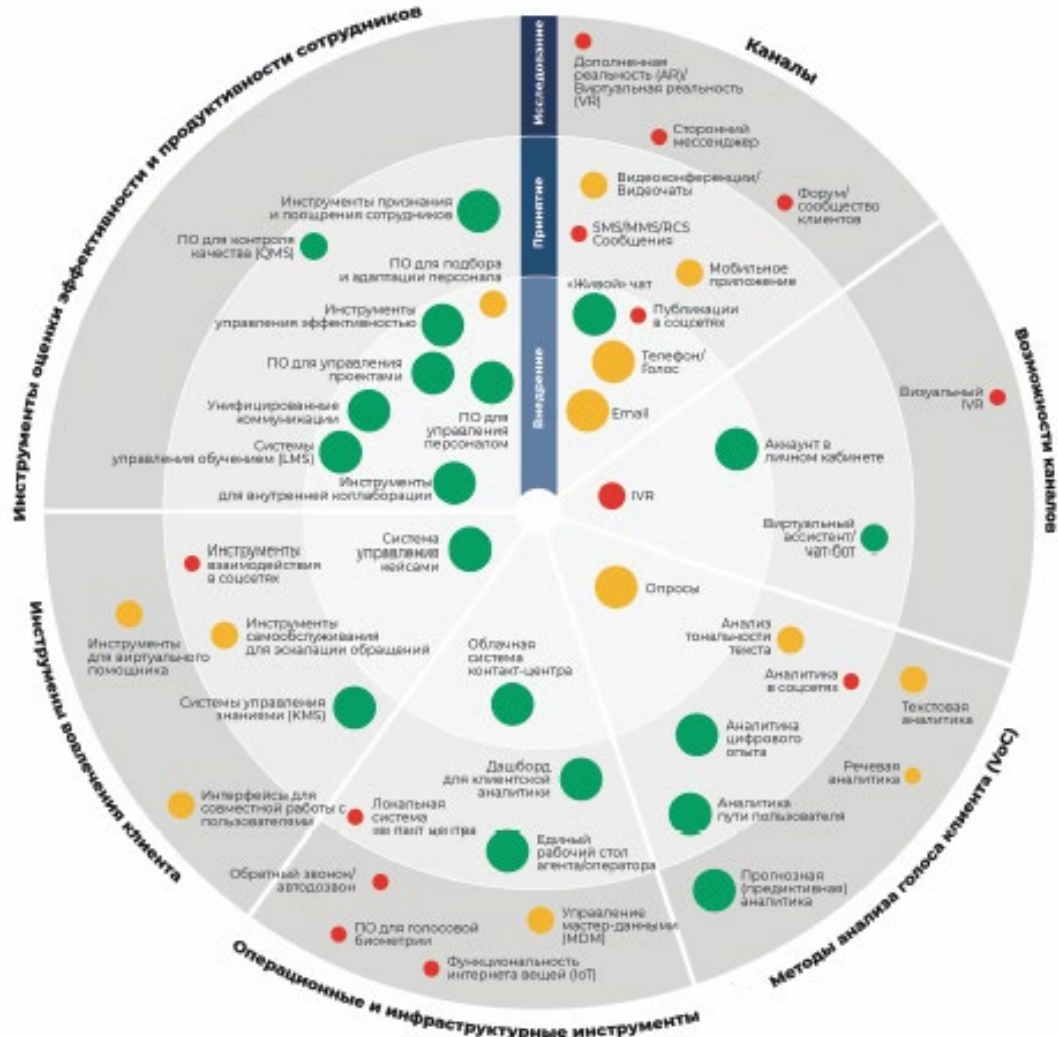 Инструменты оценки эффективности и продуктивности сотрудников
Исследование
Принятие
Внедрение
Каналы
Дополненная
реальность (AR)/
Виртуальная реальность
(VR)
Сторонний
мессенджер
Форум/
сообщество
клиентов
Видеоконференции/
Видеочаты
SMS/MMS/RCS
Сообщения
Мобильное
приложение
«Живой» чат
Публикации
в соцсетях
Телефон/
Голос
Email
Возможности каналов
Визуальный
IVR
Аккаунт в
личном кабинете
IVR
Виртуальный
ассистент/
чат-бот
Методы анализа голоса клиента (VoC)
Опросы
Анализ
тональности
текста
Аналитика
в соцсетях
Текстовая
аналитика
Речевая
аналитика
Аналитика
цифрового
опыта
Аналитика
пути пользователя
Прогнозная
(предиктивная)
аналитика
Операционные и инфраструктурные инструменты
Облачная
система
контакт-центра
Дашборд
для клиентской
аналитики
Локальная
система
контакт центра
Единый
рабочий стол
агента/оператора
Обратный звонок/
автодозвон
Управление
мастер-данными
(MDM)
ПО для голосовой
биометрии
Функциональность
интернета вещей (IoT)
Инструмены вовлечения клиента
Система
управления
кейсами
Инструменты
взаимодействия
в соцсетях
Инструменты
для виртуального
помощника
Инструменты
самообслуживания
для эскалации обращений
Системы управления
знаниями (KMS)
Интерфейсы для
совместной работы с
пользователями
Инструменты признания
и поощрения сотрудников
ПО для контроля
качества (QMS)
ПО для подбора
и адаптации персонала
Инструменты
управления эффективностью
ПО для управления
проектами
ПО для
управления
персоналом
Унифицированные
коммуникации
Системы
управления обучением (LMS)
Инструменты
для внутренней коллаборации